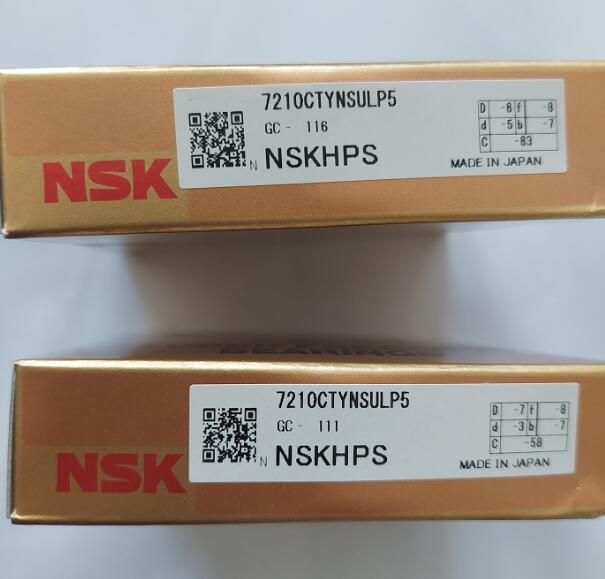 NSK
7210CTYNSULP5
GC - 116
N NSKHPS
D -6 f -8
d -5 b -7
C -83
MADE IN JAPAN
BEARINGS
NSK
7210CTYNSULP5
GC - 111
N NSKHPS
D -7 f -8
d -3 b -7
C -58
MADE IN JAPAN